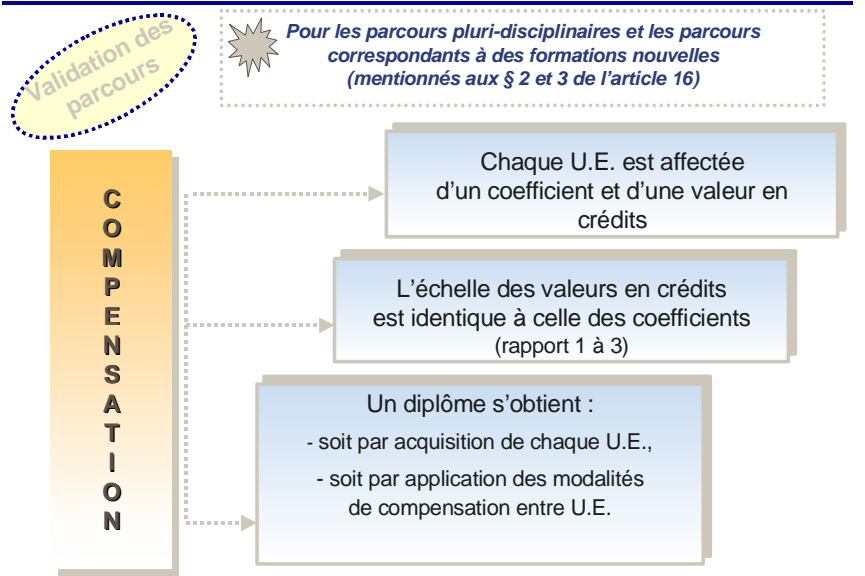 Validation des
parcours
Pour les parcours pluri-disciplinaires et les parcours
correspondants à des formations nouvelles
(mentionnés aux § 2 et 3 de l'article 16)
COMPENSATION
Chaque U.E. est affectée
d'un coefficient et d'une valeur en
crédits
L'échelle des valeurs en crédits
est identique à celle des coefficients
(rapport 1 à 3)
Un diplôme s'obtient :
- soit par acquisition de chaque U.E.,
- soit par application des modalités
de compensation entre U.E.